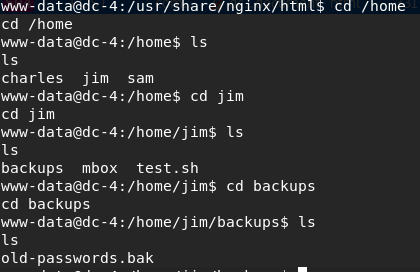 www-data@dc-4:/usr/share/nginx/html$ cd /home
cd /home
www-data@dc-4:/home$ ls
ls
charles  jim  sam
www-data@dc-4:/home$ cd jim
cd jim
www-data@dc-4:/home/jim$ ls
ls
backups  mbox  test.sh
www-data@dc-4:/home/jim$ cd backups
cd backups
www-data@dc-4:/home/jim/backups$ ls
ls
old-passwords.bak